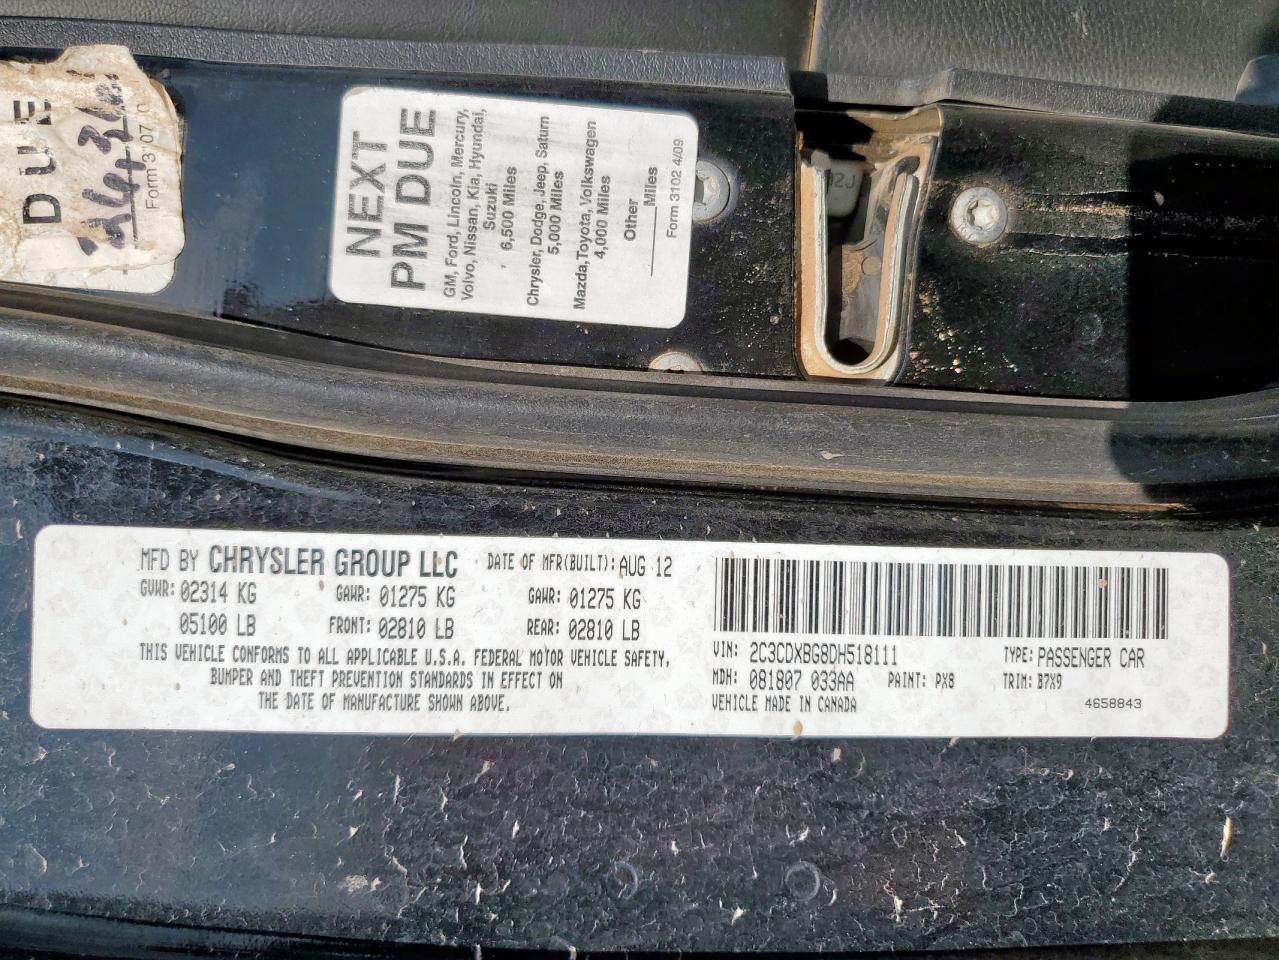 DUE
Form 3 07 10
NEXT
PM DUE
GM, Ford, Lincoln, Mercury,
Volvo, Nissan, Kia, Hyundai,
Suzuki
6,500 Miles
Chrysler, Dodge, Jeep, Saturn
5,000 Miles
Mazda, Toyota, Volkswagen
4,000 Miles
Other
Miles
Form 3102 4/09
MFD BY CHRYSLER GROUP LLC DATE OF MFR(BUILT): AUG 12
GVWR: 02314 KG GAWR: 01275 KG GAWR: 01275 KG
05100 LB FRONT: 02810 LB REAR: 02810 LB
THIS VEHICLE CONFORMS TO ALL APPLICABLE U.S.A. FEDERAL MOTOR VEHICLE SAFETY,
BUMPER AND THEFT PREVENTION STANDARDS IN EFFECT ON
THE DATE OF MANUFACTURE SHOWN ABOVE.
VIN: 2C3CDXBG8DH518111 TYPE: PASSENGER CAR
MDH: 081807 033AA PAINT: PX8 TRIM: B7X9
VEHICLE MADE IN CANADA 4658843